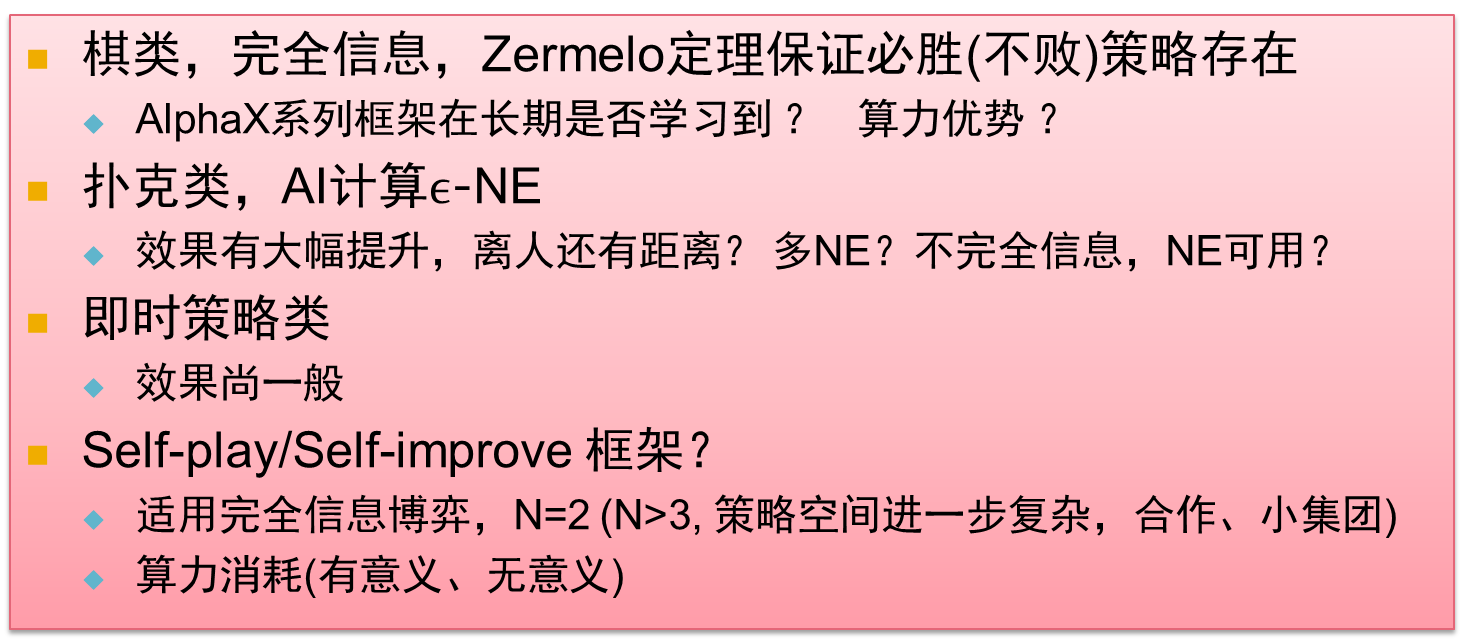 棋类，完全信息，Zermelo定理保证必胜(不败)策略存在
AlphaX系列框架在长期是否学习到？ 算力优势？
扑克类，AI计算ϵ-NE
效果有大幅提升，离人还有距离？ 多NE？不完全信息，NE可用？
即时策略类
效果尚一般
Self-play/Self-improve 框架？
适用完全信息博弈，N=2 (N>3, 策略空间进一步复杂，合作、小集团)
算力消耗(有意义、无意义)